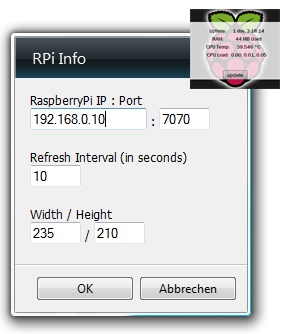 Uptime: 1 day, 3:18:14
RAM: 44 MB Used
CPU Temp: 39.546 °C
CPU Load: 0.00, 0.01, 0.05
update
RPi Info
RaspberryPi IP : Port
192.168.0.10 : 7070
Refresh Interval (in seconds)
10
Width / Height
235 / 210
OK Abbrechen